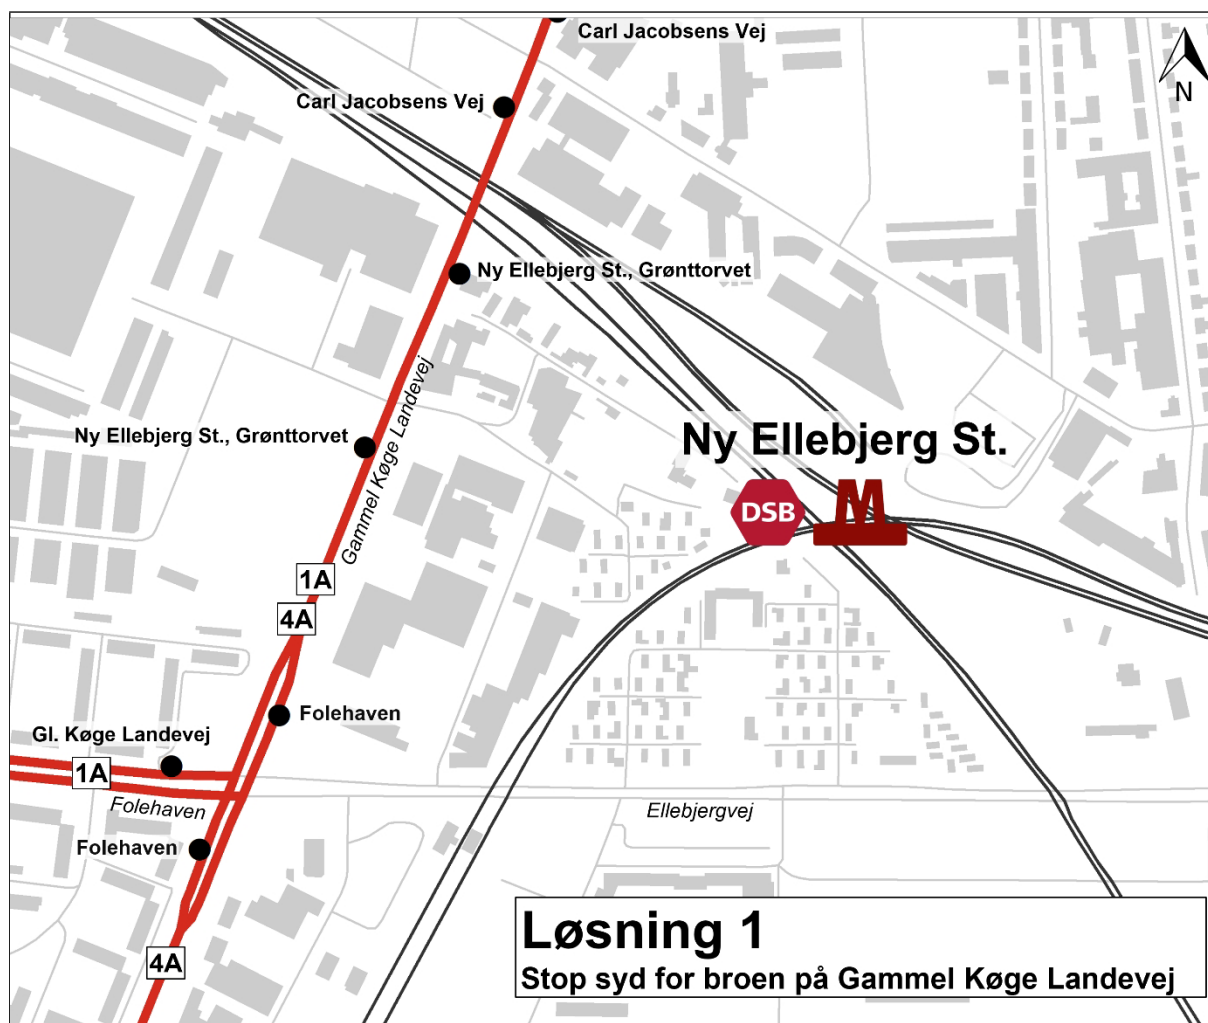 Carl Jacobsens Vej
N
Carl Jacobsens Vej
Ny Ellebjerg St., Grønttorvet
Ny Ellebjerg St., Grønttorvet
Gammel Køge Landevej
Ny Ellebjerg St.
DSB
M
1A
4A
Folehaven
Gl. Køge Landevej
1A
Folehaven
Ellebjergvej
Folehaven
4A
Løsning 1
Stop syd for broen på Gammel Køge Landevej